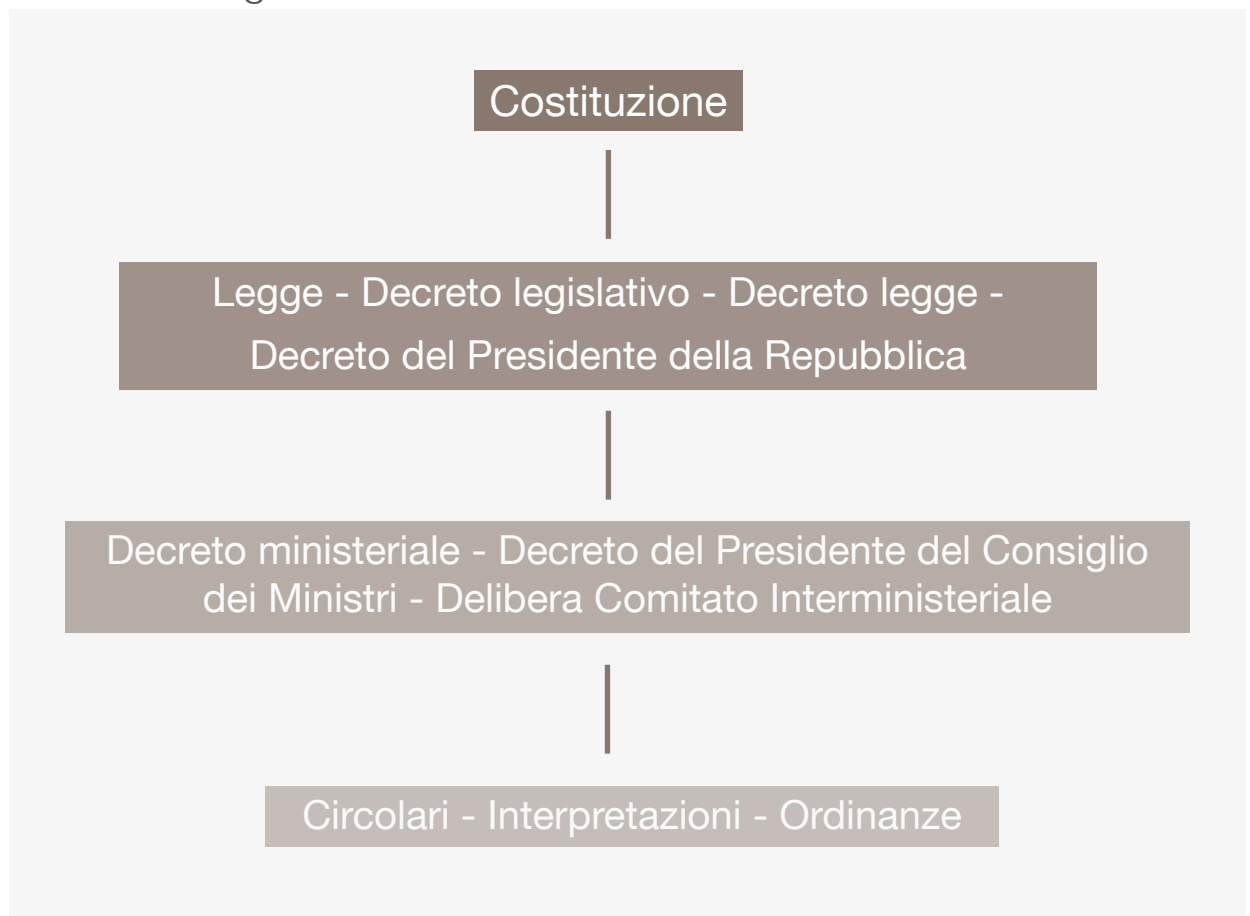 Costituzione
Legge - Decreto legislativo - Decreto legge -
Decreto del Presidente della Repubblica
Decreto ministeriale - Decreto del Presidente del Consiglio
dei Ministri - Delibera Comitato Interministeriale
Circolari - Interpretazioni - Ordinanze